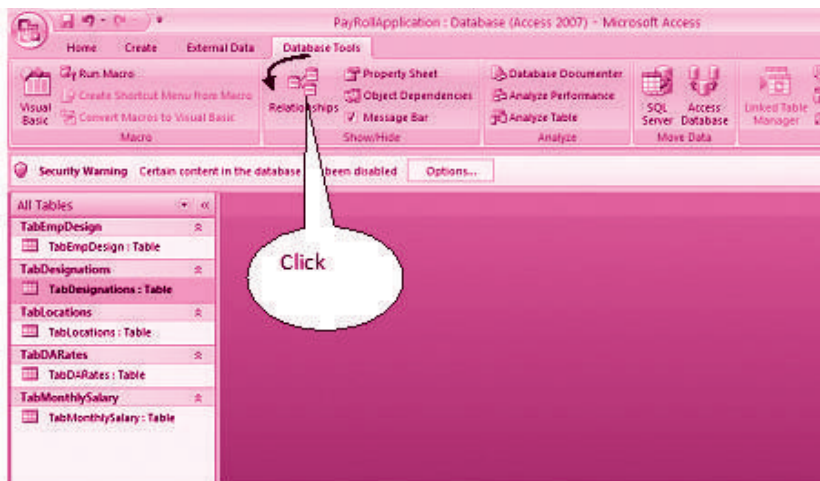 PayRollApplication : Database (Access 2007) - Microsoft Access
Home Create External Data Database Tools
Run Macro
Create Shortcut Menu from Macro
Convert Macros to Visual Basic
Visual Basic
Macro
Relationships
Property Sheet
Object Dependencies
Message Bar
Show/Hide
Database Documenter
Analyze Performance
Analyze Table
Analyze
SQL Server
Access Database
Move Data
Linked Table Manager
Security Warning Certain content in the database been disabled Options...
All Tables
TabEmpDesign
TabEmpDesign : Table
TabDesignations
TabDesignations : Table
TabLocations
TabLocations : Table
TabDARates
TabDARates : Table
TabMonthlySalary
TabMonthlySalary : Table
Click